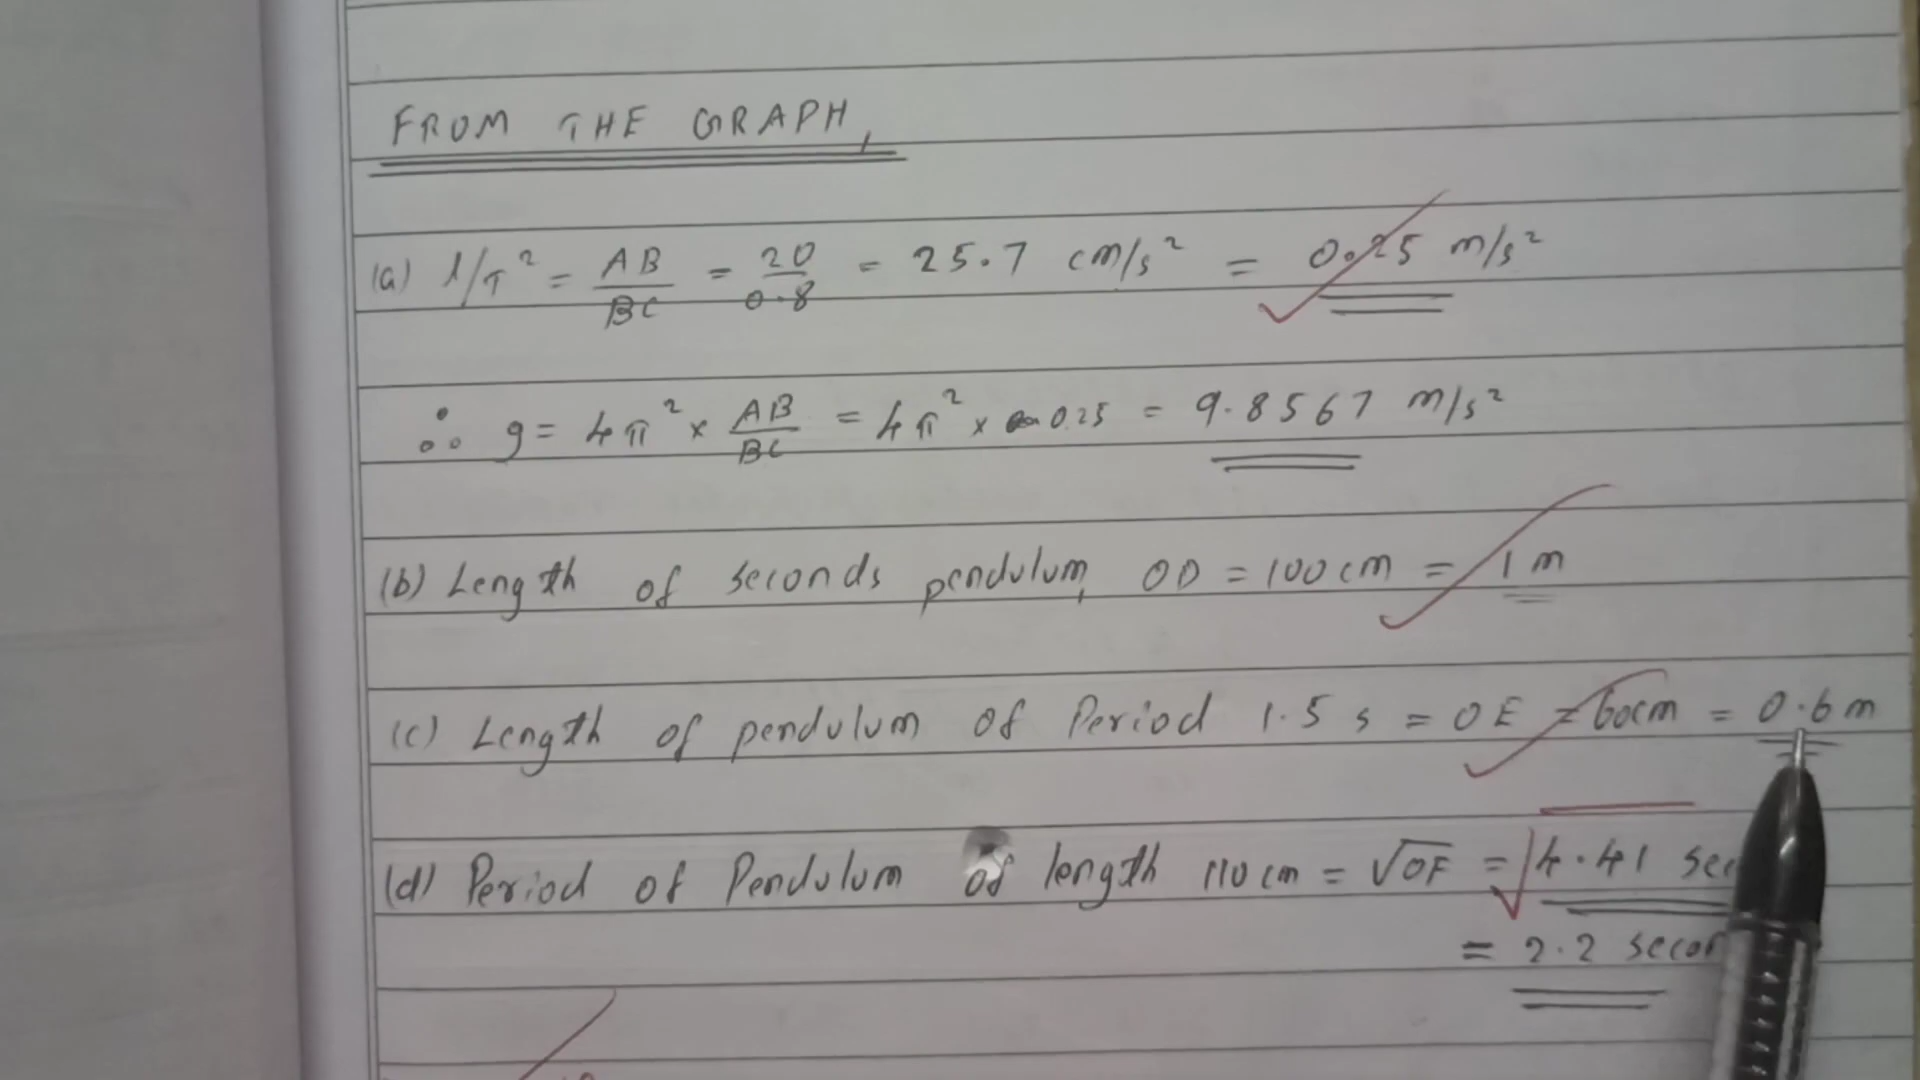 FROM THE GRAPH,
(a) l/T² = AB/BC = 20/0.8 = 25.7 cm/s² = 0.25 m/s²
∴ g = 4π² × AB/BC = 4π² × 0.25 = 9.8567 m/s²
(b) Length of seconds pendulum, OD = 100 cm = 1 m
(c) Length of pendulum of Period 1.5 s = OE = 60cm = 0.6 m
(d) Period of Pendulum of length 110 cm = √OF = √4.41
= 2.2